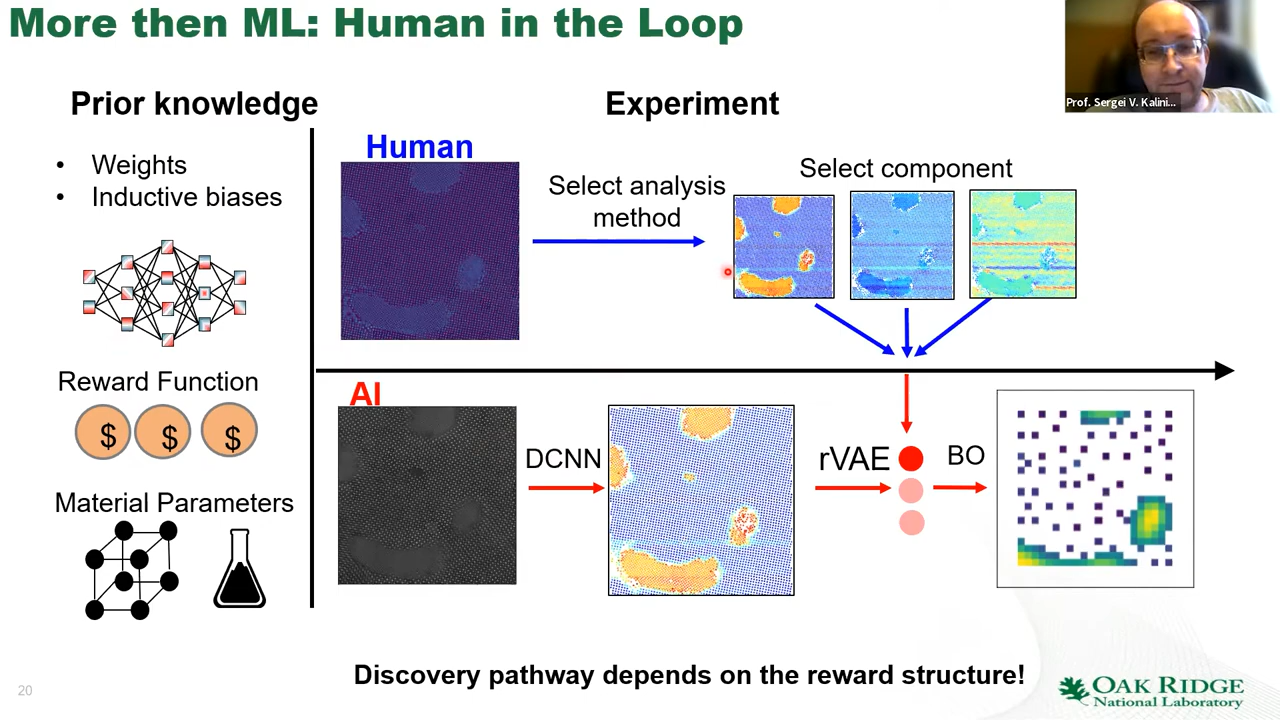 More then ML: Human in the Loop
Prof. Sergei V. Kalini...
Prior knowledge
Experiment
• Weights
• Inductive biases
Human
Select analysis
method
Select component
Reward Function
$ $ $
Material Parameters
AI
DCNN
rVAE
BO
Discovery pathway depends on the reward structure!
20
OAK RIDGE
National Laboratory